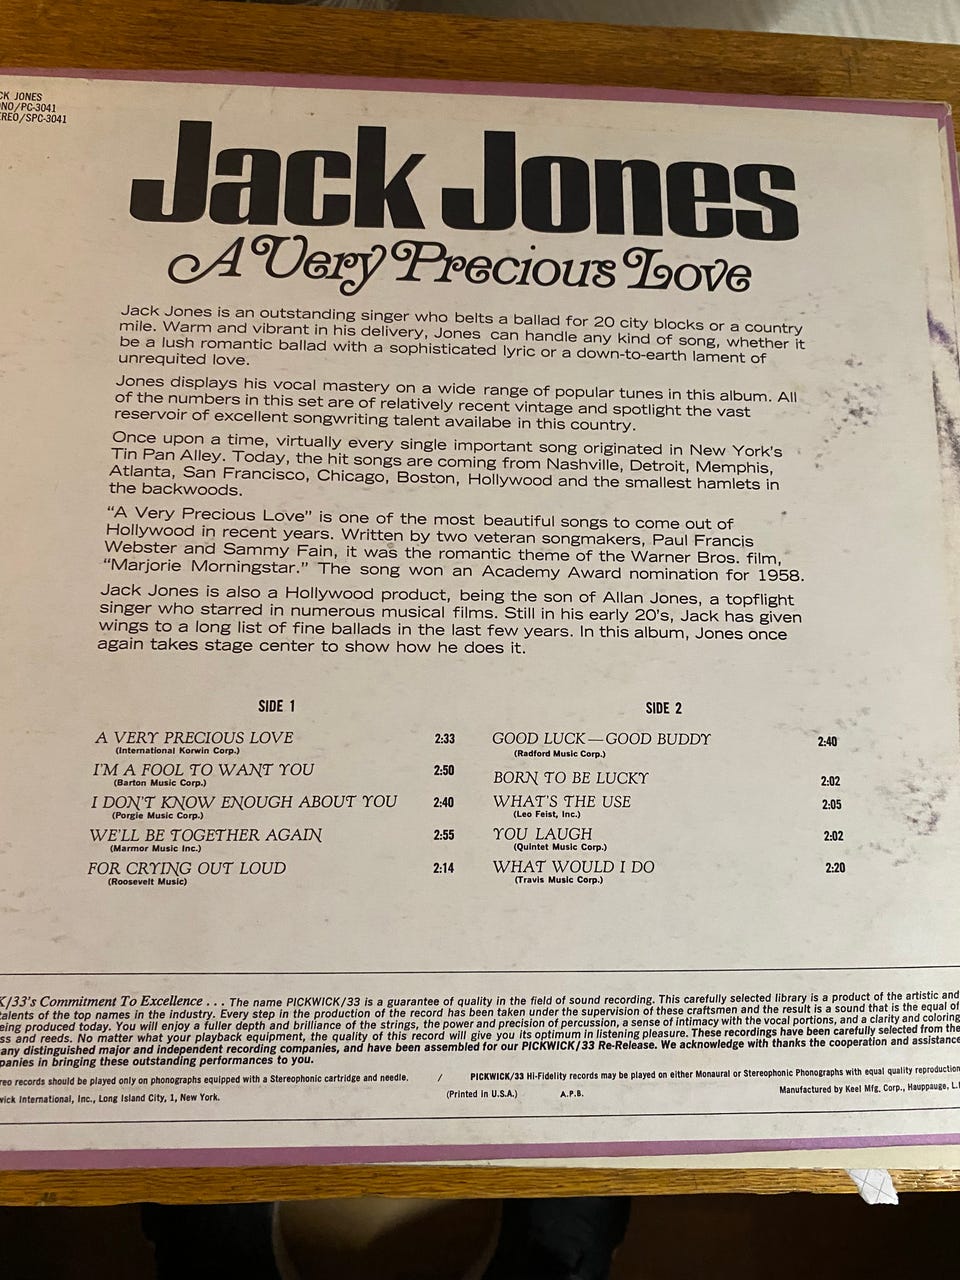 CK JONES
NO/PC-3041
REO/SPC-3041
Jack Jones
A Very Precious Love
Jack Jones is an outstanding singer who belts a ballad for 20 city blocks or a country
mile. Warm and vibrant in his delivery, Jones can handle any kind of song, whether it
be a lush romantic ballad with a sophisticated lyric or a down-to-earth lament of
unrequited love.
Jones displays his vocal mastery on a wide range of popular tunes in this album. All
of the numbers in this set are of relatively recent vintage and spotlight the vast
reservoir of excellent songwriting talent availabe in this country.
Once upon a time, virtually every single important song originated in New York's
Tin Pan Alley. Today, the hit songs are coming from Nashville, Detroit, Memphis,
Atlanta, San Francisco, Chicago, Boston, Hollywood and the smallest hamlets in
the backwoods.
"A Very Precious Love" is one of the most beautiful songs to come out of
Hollywood in recent years. Written by two veteran songmakers, Paul Francis
Webster and Sammy Fain, it was the romantic theme of the Warner Bros. film,
"Marjorie Morningstar." The song won an Academy Award nomination for 1958.
Jack Jones is also a Hollywood product, being the son of Allan Jones, a topflight
singer who starred in numerous musical films. Still in his early 20's, Jack has given
wings to a long list of fine ballads in the last few years. In this album, Jones once
again takes stage center to show how he does it.
SIDE 1
A VERY PRECIOUS LOVE 2:33
(International Korwin Corp.)
I'M A FOOL TO WANT YOU 2:50
(Barton Music Corp.)
I DON'T KNOW ENOUGH ABOUT YOU 2:40
(Porgie Music Corp.)
WE'LL BE TOGETHER AGAIN 2:55
(Marmor Music Inc.)
FOR CRYING OUT LOUD 2:14
(Roosevelt Music)
SIDE 2
GOOD LUCK—GOOD BUDDY 2:40
(Radford Music Corp.)
BORN TO BE LUCKY 2:02
WHAT'S THE USE 2:05
(Leo Feist, Inc.)
YOU LAUGH 2:02
(Quintet Music Corp.)
WHAT WOULD I DO 2:20
(Travis Music Corp.)
K/33's Commitment To Excellence . . . The name PICKWICK/33 is a guarantee of quality in the field of sound recording. This carefully selected library is a product of the artistic and
talents of the top names in the industry. Every step in the production of the record has been taken under the supervision of these craftsmen and the result is a sound that is the equal of
eing produced today. You will enjoy a fuller depth and brilliance of the strings, the power and precision of percussion, a sense of intimacy with the vocal portions, and a clarity and coloring
ss and reeds. No matter what your playback equipment, the quality of this record will give you its optimum in listening pleasure. These recordings have been carefully selected from the
any distinguished major and independent recording companies, and have been assembled for our PICKWICK/33 Re-Release. We acknowledge with thanks the cooperation and assistance
panies in bringing these outstanding performances to you.
reo records should be played only on phonographs equipped with a Stereophonic cartridge and needle. / PICKWICK/33 Hi-Fidelity records may be played on either Monaural or Stereophonic Phonographs with equal quality reproduction
wick International, Inc., Long Island City, 1, New York. (Printed in U.S.A.) A.P.B. Manufactured by Keel Mfg. Corp., Hauppauge, L.I